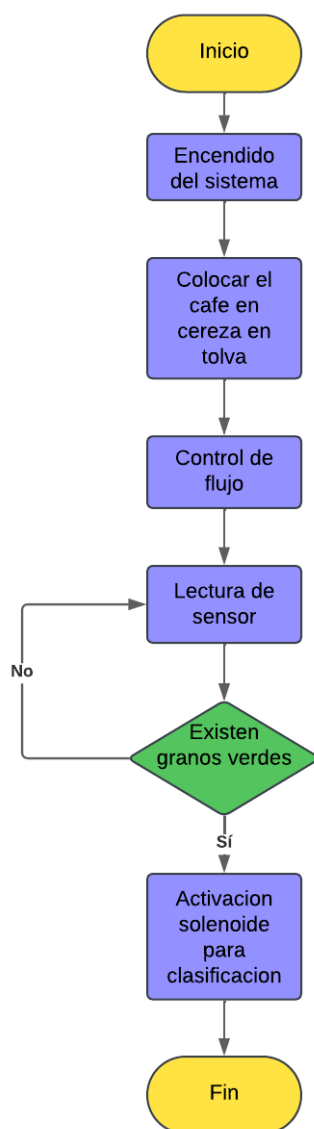 Inicio
Encendido
del sistema
Colocar el
cafe en
cereza en
tolva
Control de
flujo
Lectura de
sensor
No
Existen
granos verdes
Sí
Activacion
solenoide
para
clasificacion
Fin